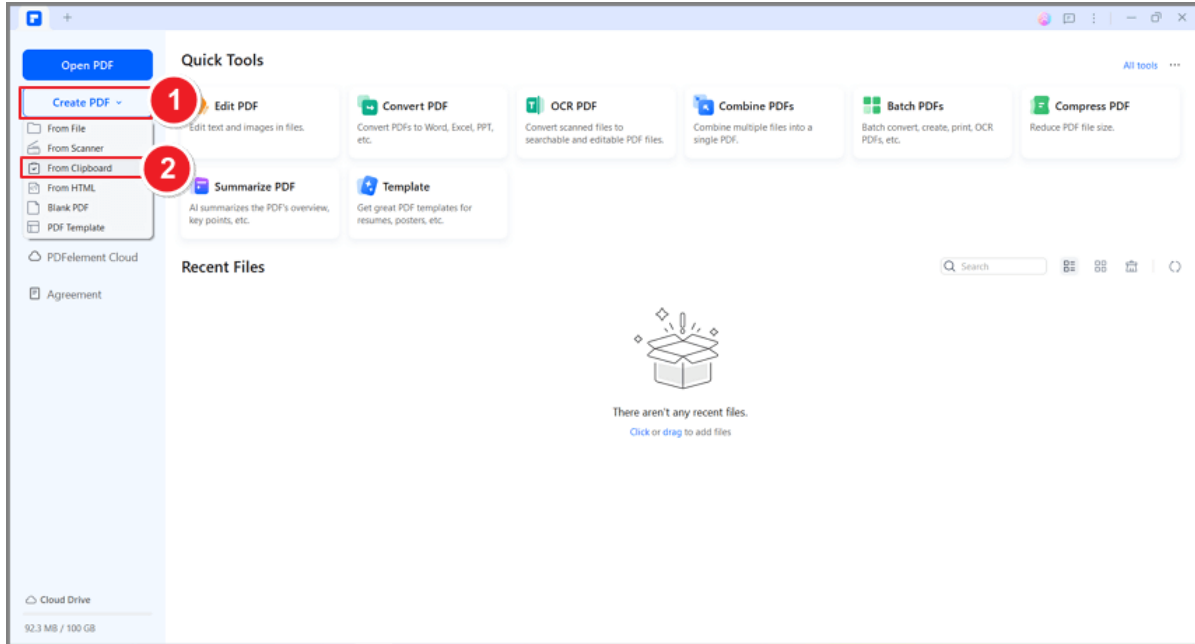 Open PDF
Create PDF
1
From File
From Scanner
From Clipboard
2
From HTML
Blank PDF
PDF Template
PDFelement Cloud
Agreement
Cloud Drive
92.3 MB / 100 GB
Quick Tools
All tools
Edit PDF
Edit text and images in files.
Convert PDF
Convert PDFs to Word, Excel, PPT,
etc.
OCR PDF
Convert scanned files to
searchable and editable PDF files.
Combine PDFs
Combine multiple files into a
single PDF.
Batch PDFs
Batch convert, create, print, OCR
PDFs, etc.
Compress PDF
Reduce PDF file size.
Summarize PDF
AI summarizes the PDF's overview,
key points, etc.
Template
Get great PDF templates for
resumes, posters, etc.
Recent Files
Search
There aren't any recent files.
Click or drag to add files